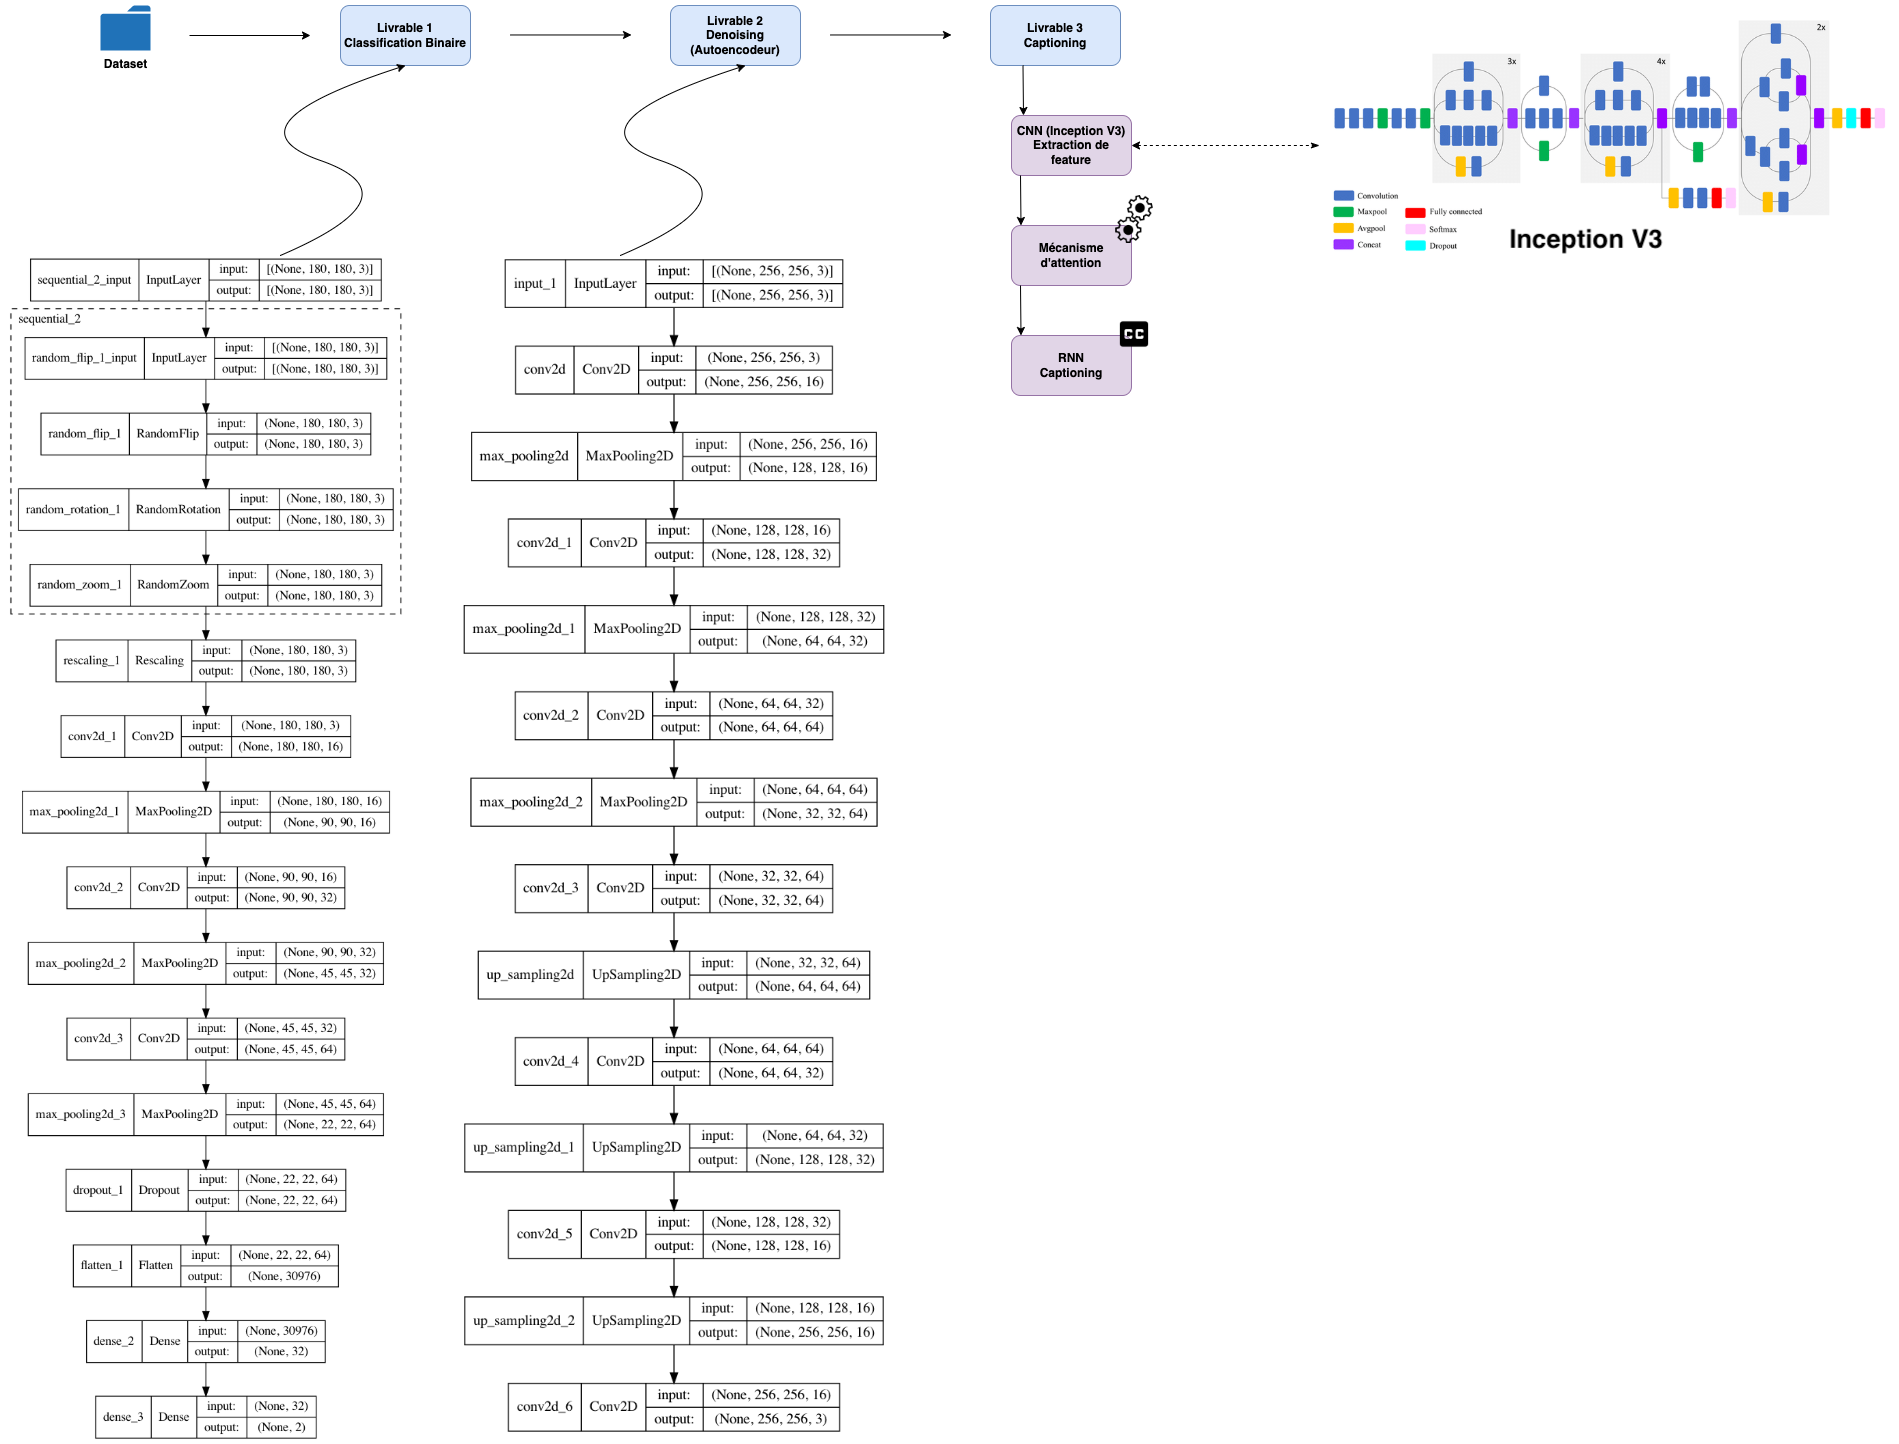 Dataset
Livrable 1
Classification Binaire
Livrable 2
Denoising
(Autoencodeur)
Livrable 3
Captioning
CNN (Inception V3)
Extraction de
feature
Mécanisme
d'attention
CC
RNN
Captioning
3x
4x
2x
Convolution
Maxpool
Avgpool
Concat
Fully connected
Softmax
Dropout
Inception V3
sequential_2_input InputLayer input: [(None, 180, 180, 3)]
output: [(None, 180, 180, 3)]
sequential_2
random_flip_1_input InputLayer input: [(None, 180, 180, 3)]
output: [(None, 180, 180, 3)]
random_flip_1 RandomFlip input: (None, 180, 180, 3)
output: (None, 180, 180, 3)
random_rotation_1 RandomRotation input: (None, 180, 180, 3)
output: (None, 180, 180, 3)
random_zoom_1 RandomZoom input: (None, 180, 180, 3)
output: (None, 180, 180, 3)
rescaling_1 Rescaling input: (None, 180, 180, 3)
output: (None, 180, 180, 3)
conv2d_1 Conv2D input: (None, 180, 180, 3)
output: (None, 180, 180, 16)
max_pooling2d_1 MaxPooling2D input: (None, 180, 180, 16)
output: (None, 90, 90, 16)
conv2d_2 Conv2D input: (None, 90, 90, 16)
output: (None, 90, 90, 32)
max_pooling2d_2 MaxPooling2D input: (None, 90, 90, 32)
output: (None, 45, 45, 32)
conv2d_3 Conv2D input: (None, 45, 45, 32)
output: (None, 45, 45, 64)
max_pooling2d_3 MaxPooling2D input: (None, 45, 45, 64)
output: (None, 22, 22, 64)
dropout_1 Dropout input: (None, 22, 22, 64)
output: (None, 22, 22, 64)
flatten_1 Flatten input: (None, 22, 22, 64)
output: (None, 30976)
dense_2 Dense input: (None, 30976)
output: (None, 32)
dense_3 Dense input: (None, 32)
output: (None, 2)
input_1 InputLayer input: [(None, 256, 256, 3)]
output: [(None, 256, 256, 3)]
conv2d Conv2D input: (None, 256, 256, 3)
output: (None, 256, 256, 16)
max_pooling2d MaxPooling2D input: (None, 256, 256, 16)
output: (None, 128, 128, 16)
conv2d_1 Conv2D input: (None, 128, 128, 16)
output: (None, 128, 128, 32)
max_pooling2d_1 MaxPooling2D input: (None, 128, 128, 32)
output: (None, 64, 64, 32)
conv2d_2 Conv2D input: (None, 64, 64, 32)
output: (None, 64, 64, 64)
max_pooling2d_2 MaxPooling2D input: (None, 64, 64, 64)
output: (None, 32, 32, 64)
conv2d_3 Conv2D input: (None, 32, 32, 64)
output: (None, 32, 32, 64)
up_sampling2d UpSampling2D input: (None, 32, 32, 64)
output: (None, 64, 64, 64)
conv2d_4 Conv2D input: (None, 64, 64, 64)
output: (None, 64, 64, 32)
up_sampling2d_1 UpSampling2D input: (None, 64, 64, 32)
output: (None, 128, 128, 32)
conv2d_5 Conv2D input: (None, 128, 128, 32)
output: (None, 128, 128, 16)
up_sampling2d_2 UpSampling2D input: (None, 128, 128, 16)
output: (None, 256, 256, 16)
conv2d_6 Conv2D input: (None, 256, 256, 16)
output: (None, 256, 256, 3)